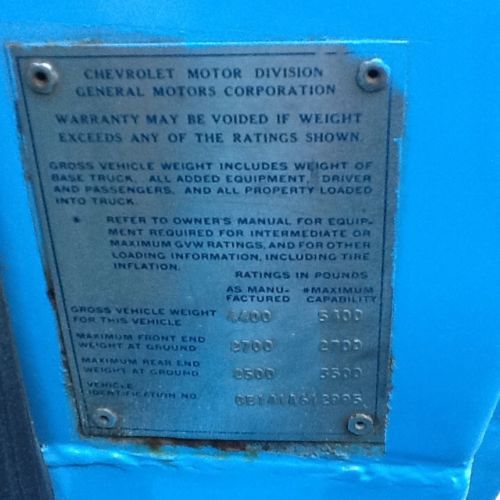 CHEVROLET MOTOR DIVISION
GENERAL MOTORS CORPORATION
WARRANTY MAY BE VOIDED IF WEIGHT
EXCEEDS ANY OF THE RATINGS SHOWN.
GROSS VEHICLE WEIGHT INCLUDES WEIGHT OF
BASE TRUCK, ALL ADDED EQUIPMENT, DRIVER
AND PASSENGERS, AND ALL PROPERTY LOADED
INTO TRUCK.
* REFER TO OWNER'S MANUAL FOR EQUIP-
MENT REQUIRED FOR INTERMEDIATE OR
MAXIMUM GVW RATINGS, AND FOR OTHER
LOADING INFORMATION, INCLUDING TIRE
INFLATION.
RATINGS IN POUNDS
AS MANU- *MAXIMUM
FACTURED CAPABILITY
GROSS VEHICLE WEIGHT
FOR THIS VEHICLE 4400
MAXIMUM FRONT END
WEIGHT AT GROUND 2700 2700
MAXIMUM REAR END
WEIGHT AT GROUND
VEHICLE
IDENTIFICATION NO.